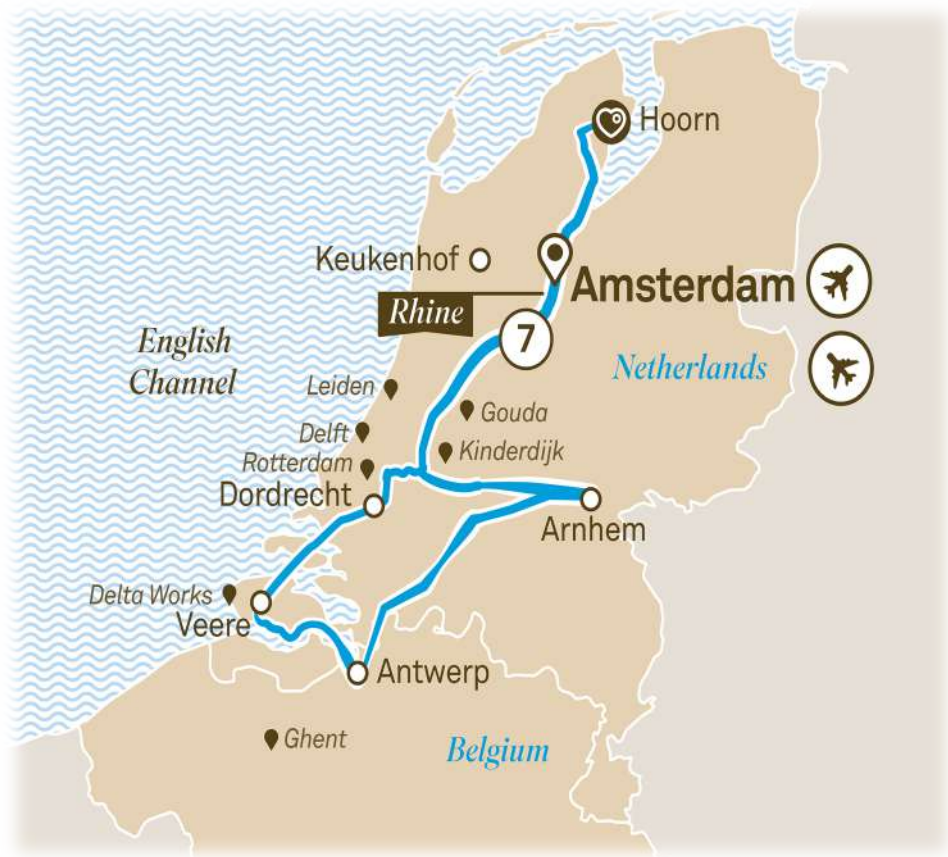 Hoorn
Keukenhof
Amsterdam
Rhine
7
English
Channel
Netherlands
Leiden
Gouda
Delft
Kinderdijk
Rotterdam
Dordrecht
Arnhem
Delta Works
Veere
Antwerp
Ghent
Belgium